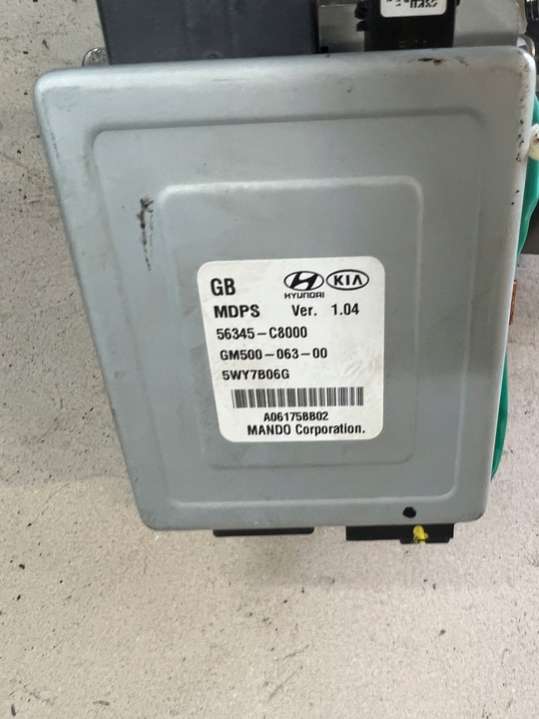 GB HYUNDAI KIA
MDPS Ver. 1.04
56345-C8000
GM500-063-00
5WY7B06G
A061758B02
MANDO Corporation.